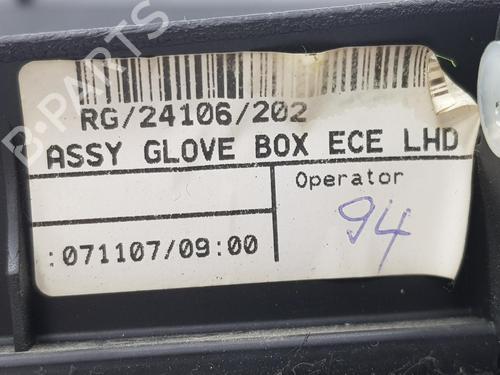 B-PARTS
RG/24106/202
ASSY GLOVE BOX ECE LHD
Operator
94
:071107/09:00